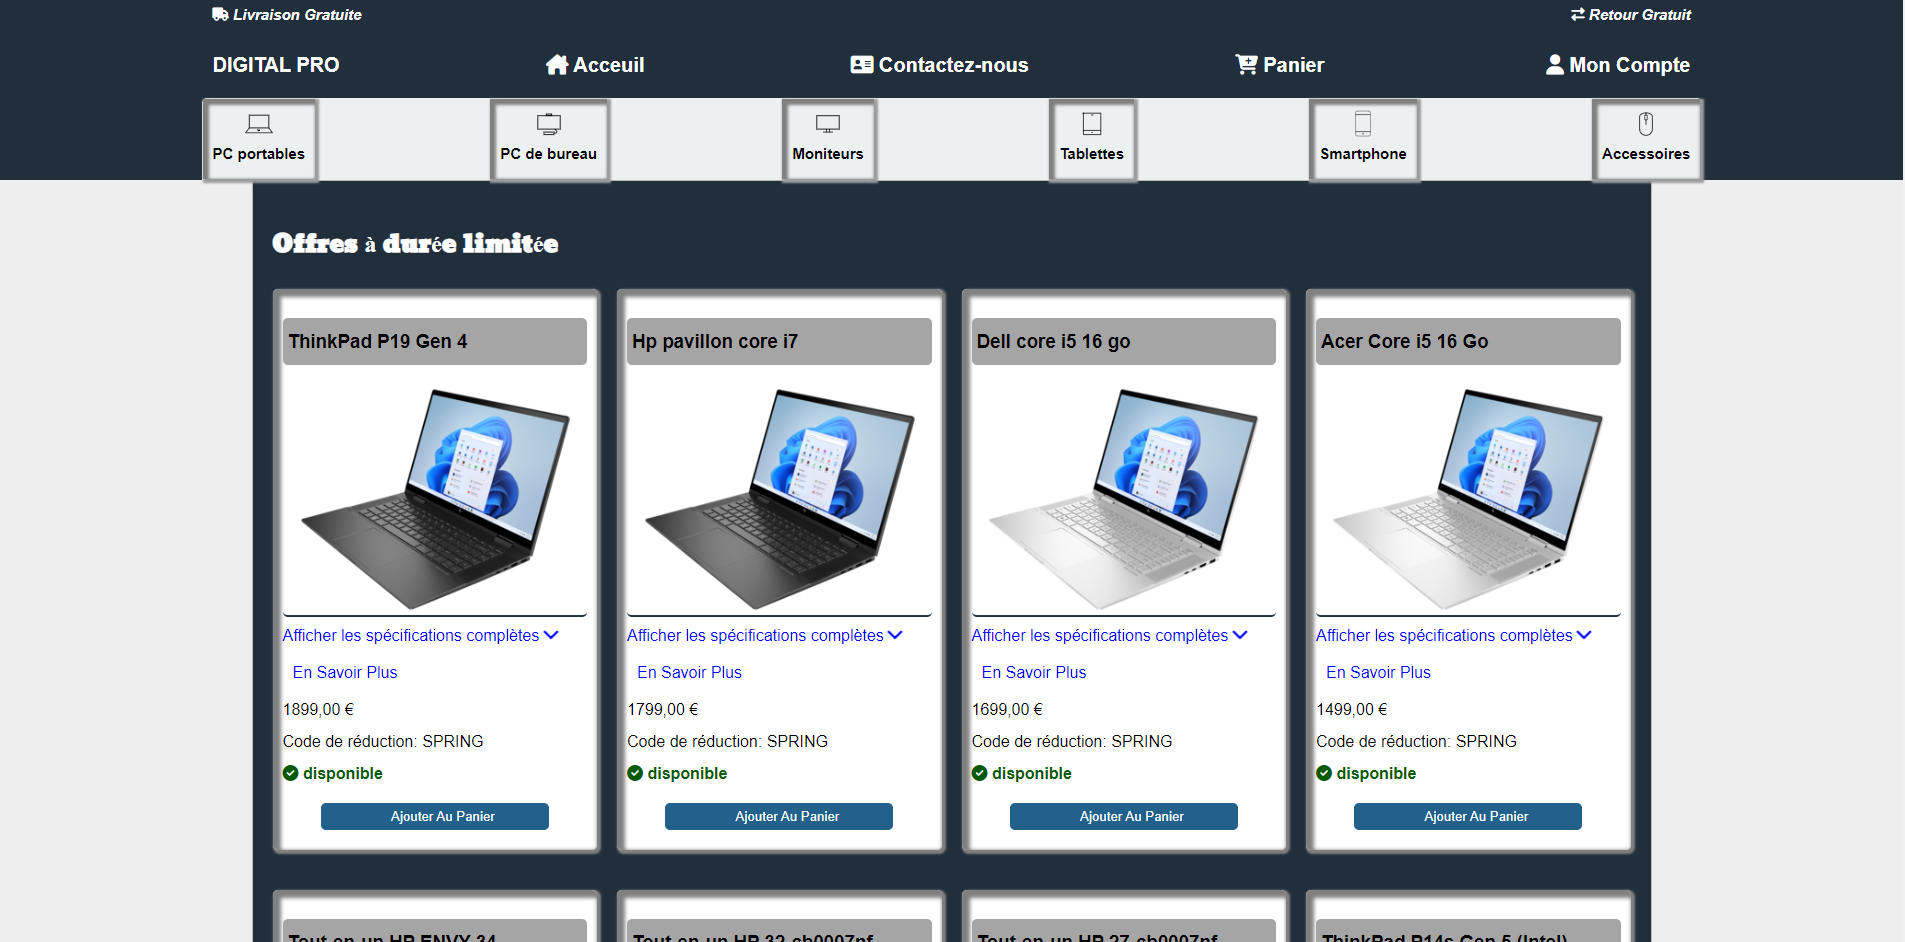 Livraison Gratuite
Retour Gratuit
DIGITAL PRO
Acceuil
Contactez-nous
Panier
Mon Compte
PC portables
PC de bureau
Moniteurs
Tablettes
Smartphone
Accessoires
Offres à durée limitée
ThinkPad P19 Gen 4
Afficher les spécifications complètes
En Savoir Plus
1899,00 €
Code de réduction: SPRING
disponible
Ajouter Au Panier
Hp pavillon core i7
Afficher les spécifications complètes
En Savoir Plus
1799,00 €
Code de réduction: SPRING
disponible
Ajouter Au Panier
Dell core i5 16 go
Afficher les spécifications complètes
En Savoir Plus
1699,00 €
Code de réduction: SPRING
disponible
Ajouter Au Panier
Acer Core i5 16 Go
Afficher les spécifications complètes
En Savoir Plus
1499,00 €
Code de réduction: SPRING
disponible
Ajouter Au Panier
Tout en un HP ENVY 34
Tout en un HP 32-cb0007nf
Tout en un HP 27-cb0007nf
ThinkPad P14s Gen 5 (Intel)